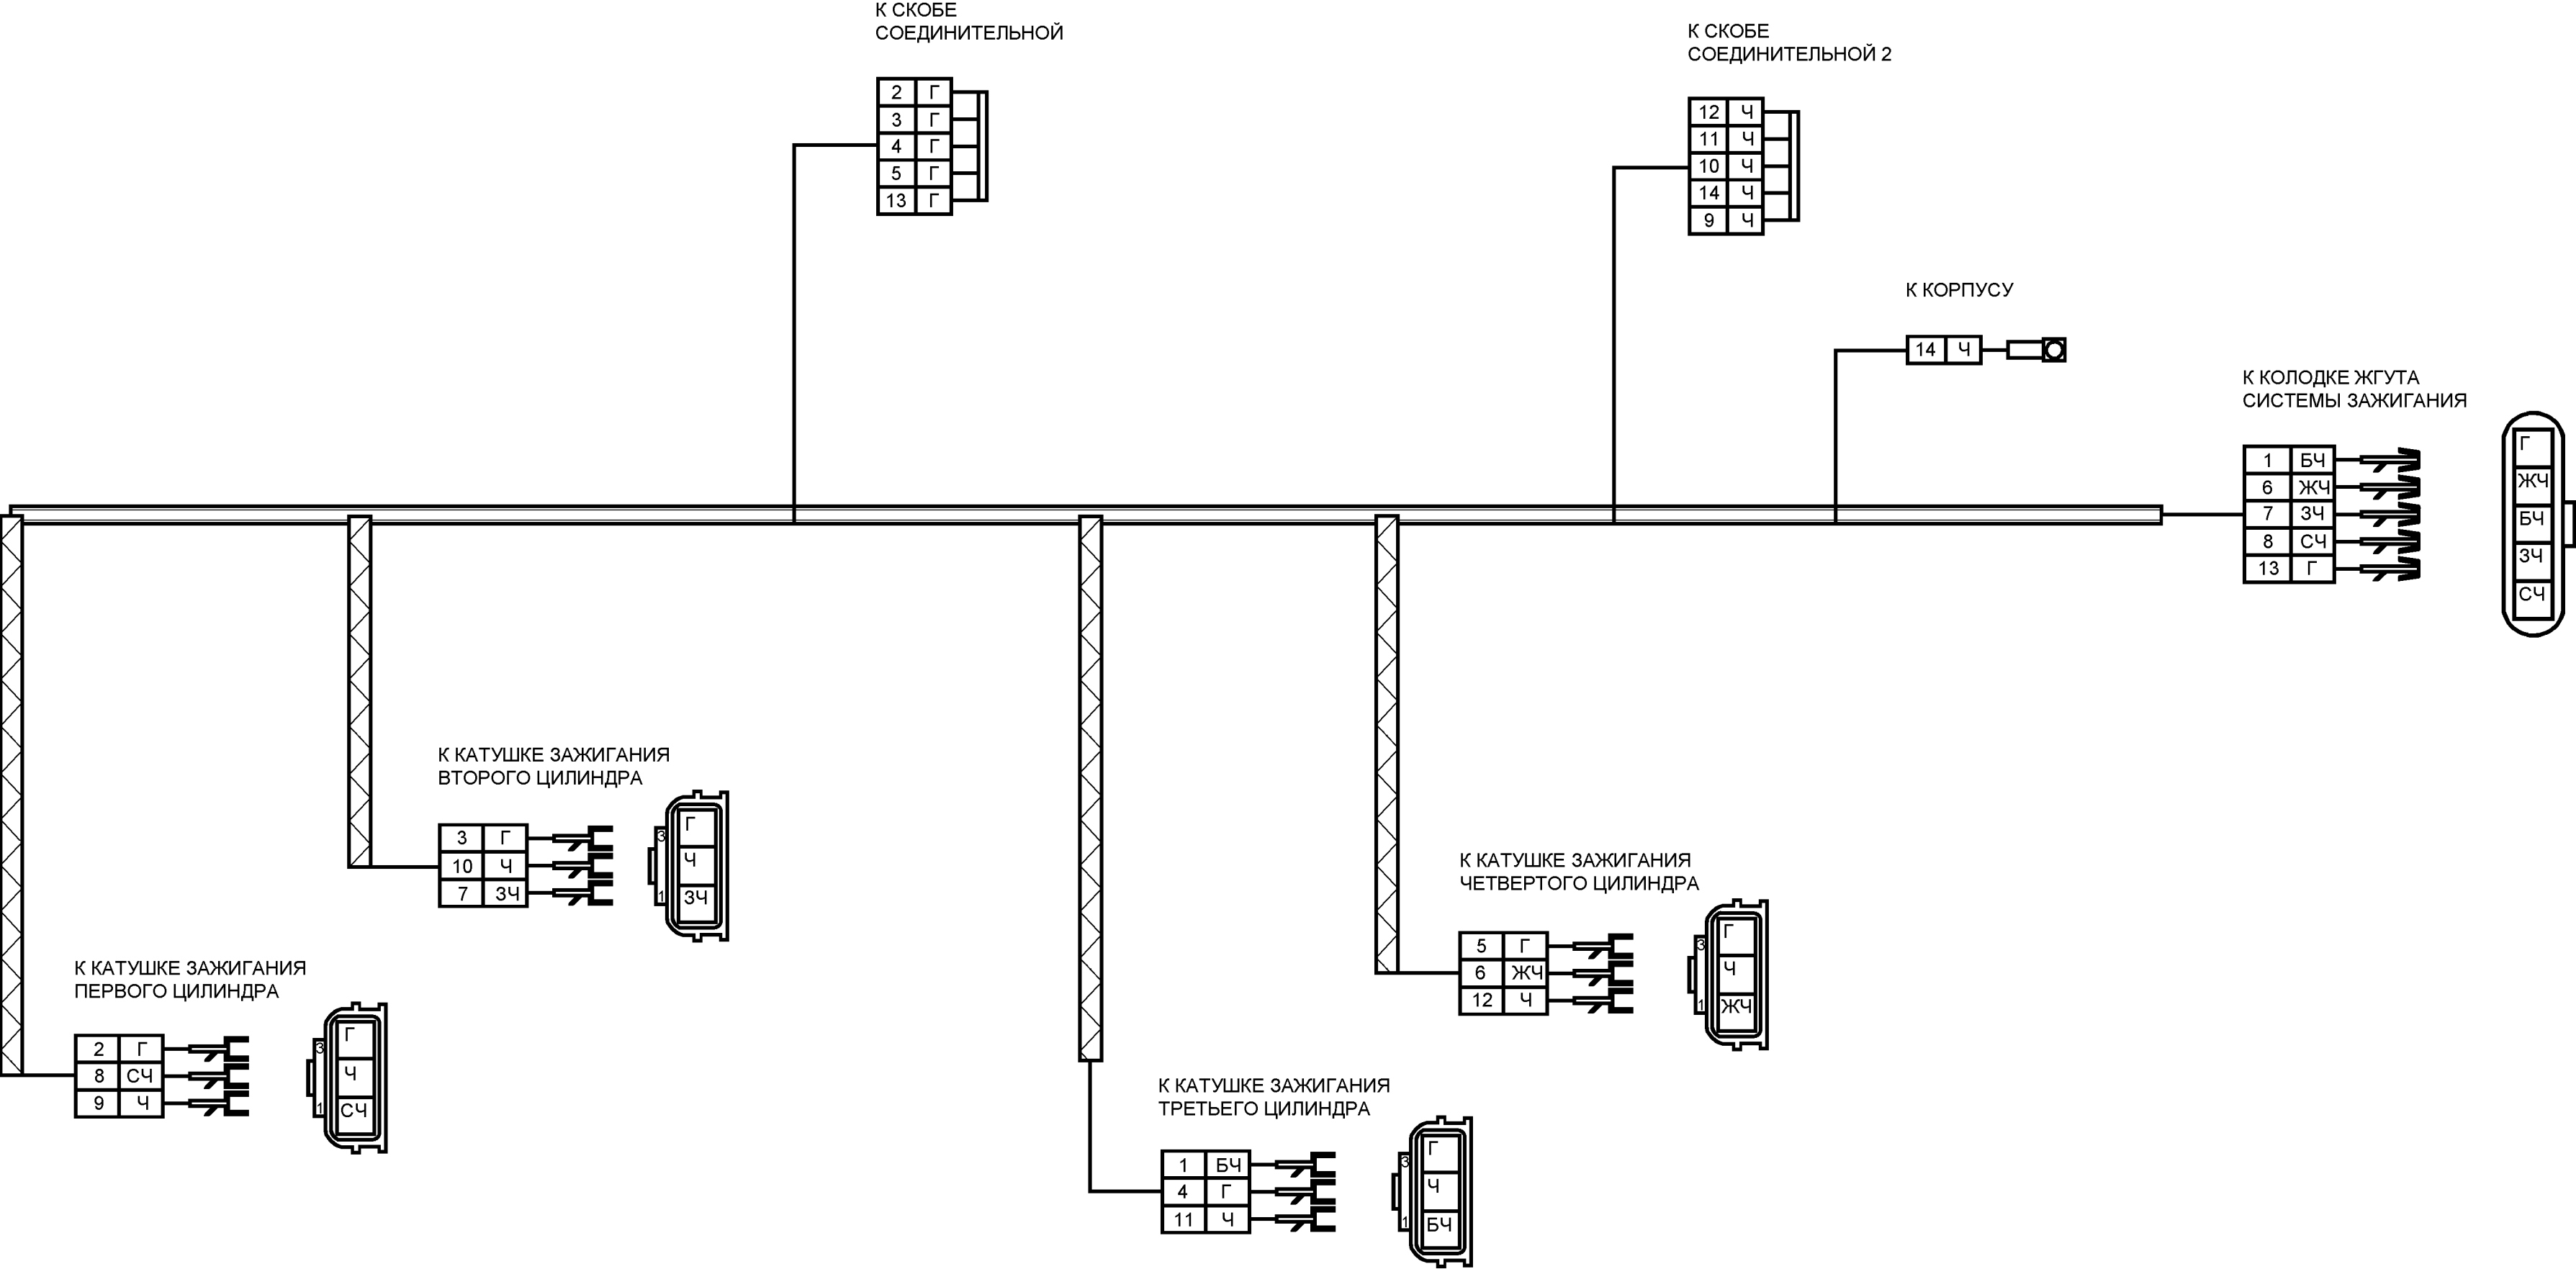 К СКОБЕ
СОЕДИНИТЕЛЬНОЙ
2 Г
3 Г
4 Г
5 Г
13 Г
К СКОБЕ
СОЕДИНИТЕЛЬНОЙ 2
12 Ч
11 Ч
10 Ч
14 Ч
9 Ч
К КОРПУСУ
14 Ч
К КОЛОДКЕ ЖГУТА
СИСТЕМЫ ЗАЖИГАНИЯ
1 БЧ
6 ЖЧ
7 ЗЧ
8 СЧ
13 Г
Г
ЖЧ
БЧ
ЗЧ
СЧ
К КАТУШКЕ ЗАЖИГАНИЯ
ВТОРОГО ЦИЛИНДРА
3 Г
10 Ч
7 ЗЧ
3 Г
Ч
1 ЗЧ
К КАТУШКЕ ЗАЖИГАНИЯ
ЧЕТВЕРТОГО ЦИЛИНДРА
5 Г
6 ЖЧ
12 Ч
3 Г
Ч
1 ЖЧ
К КАТУШКЕ ЗАЖИГАНИЯ
ПЕРВОГО ЦИЛИНДРА
2 Г
8 СЧ
9 Ч
3 Г
Ч
1 СЧ
К КАТУШКЕ ЗАЖИГАНИЯ
ТРЕТЬЕГО ЦИЛИНДРА
1 БЧ
4 Г
11 Ч
3 Г
Ч
1 БЧ